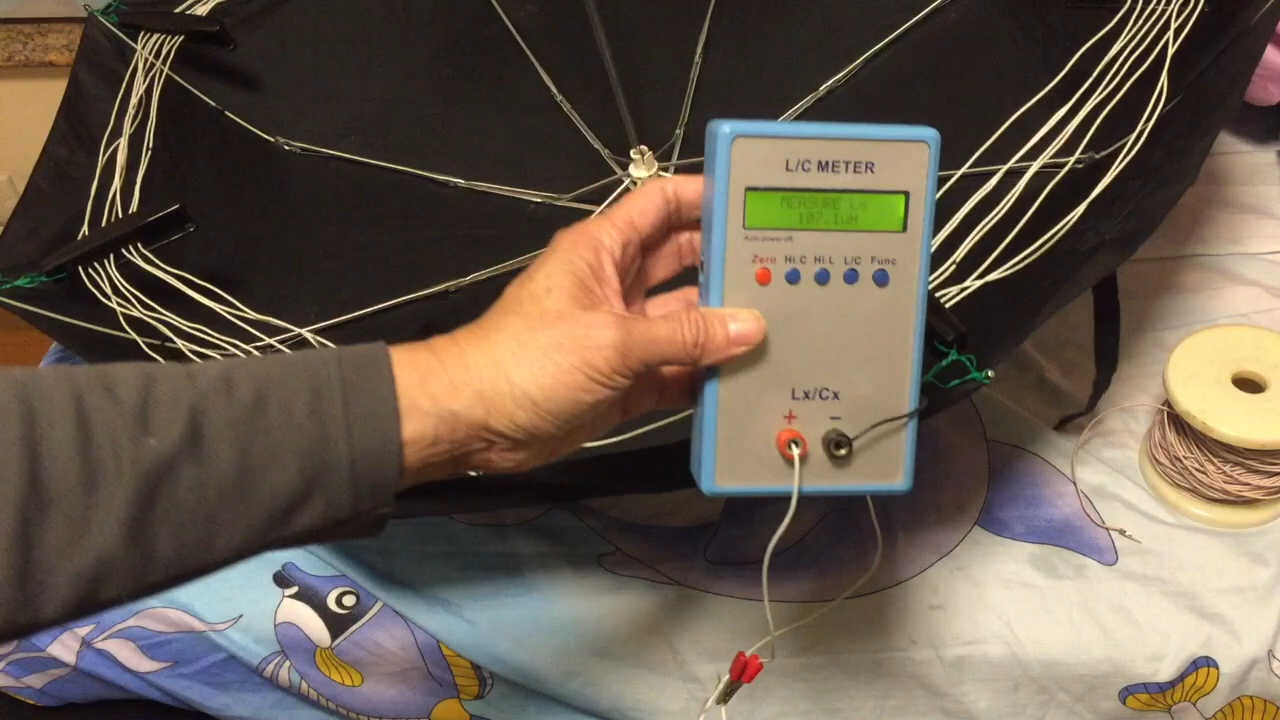 L/C METER
MEASURE Lx
107.1uH
Auto power off
Zero Hi.C Hi.L L/C Func
Lx/Cx
+ −